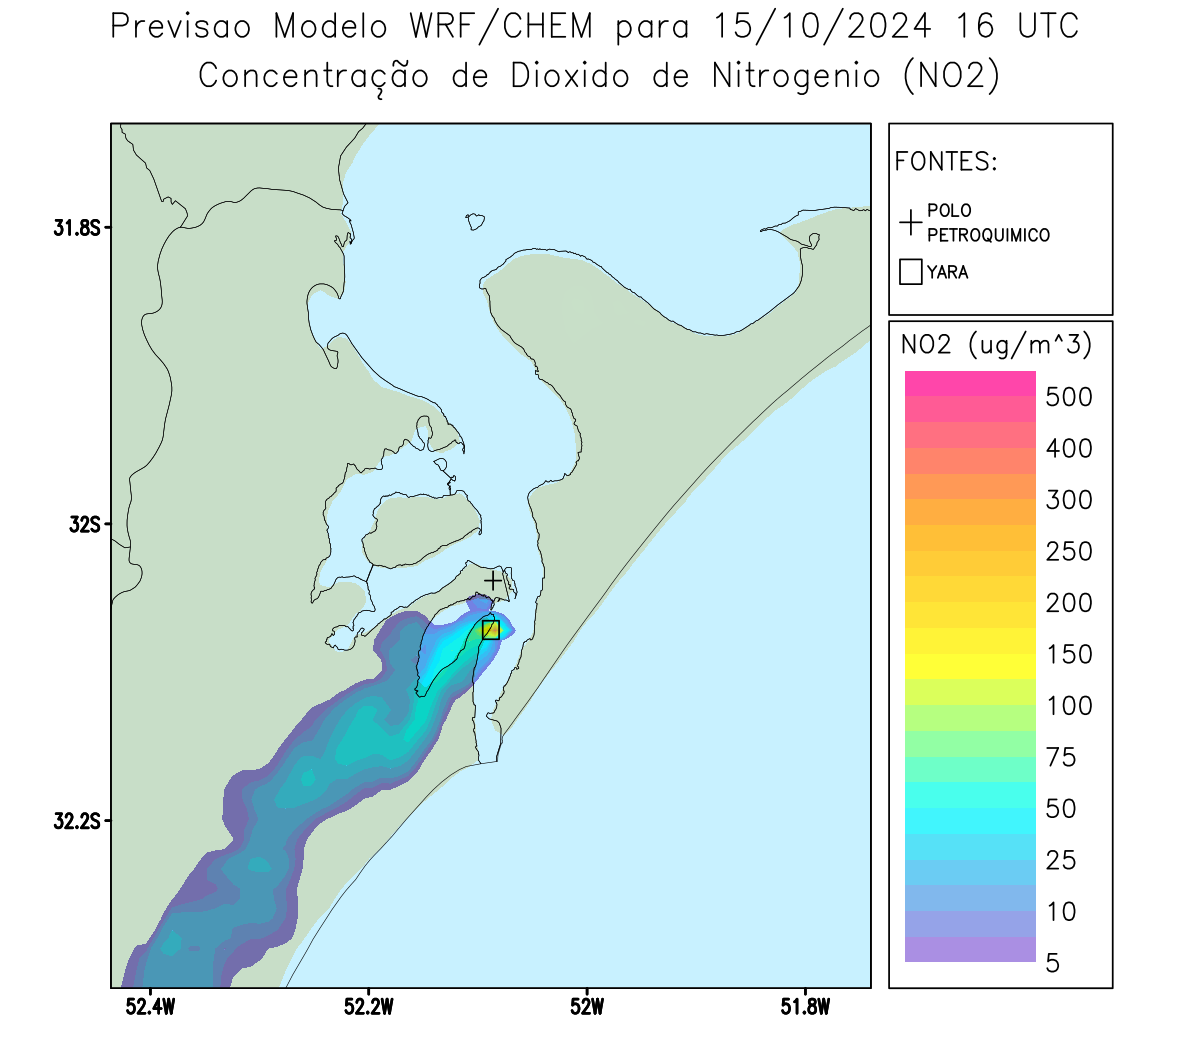 Previsao Modelo WRF/CHEM para 15/10/2024 16 UTC
Concentração de Dioxido de Nitrogenio (NO2)
FONTES:
POLO
PETROQUIMICO
YARA
NO2 (ug/m^3)
500
400
300
250
200
150
100
75
50
25
10
5
31.8S
32S
32.2S
52.4W
52.2W
52W
51.8W